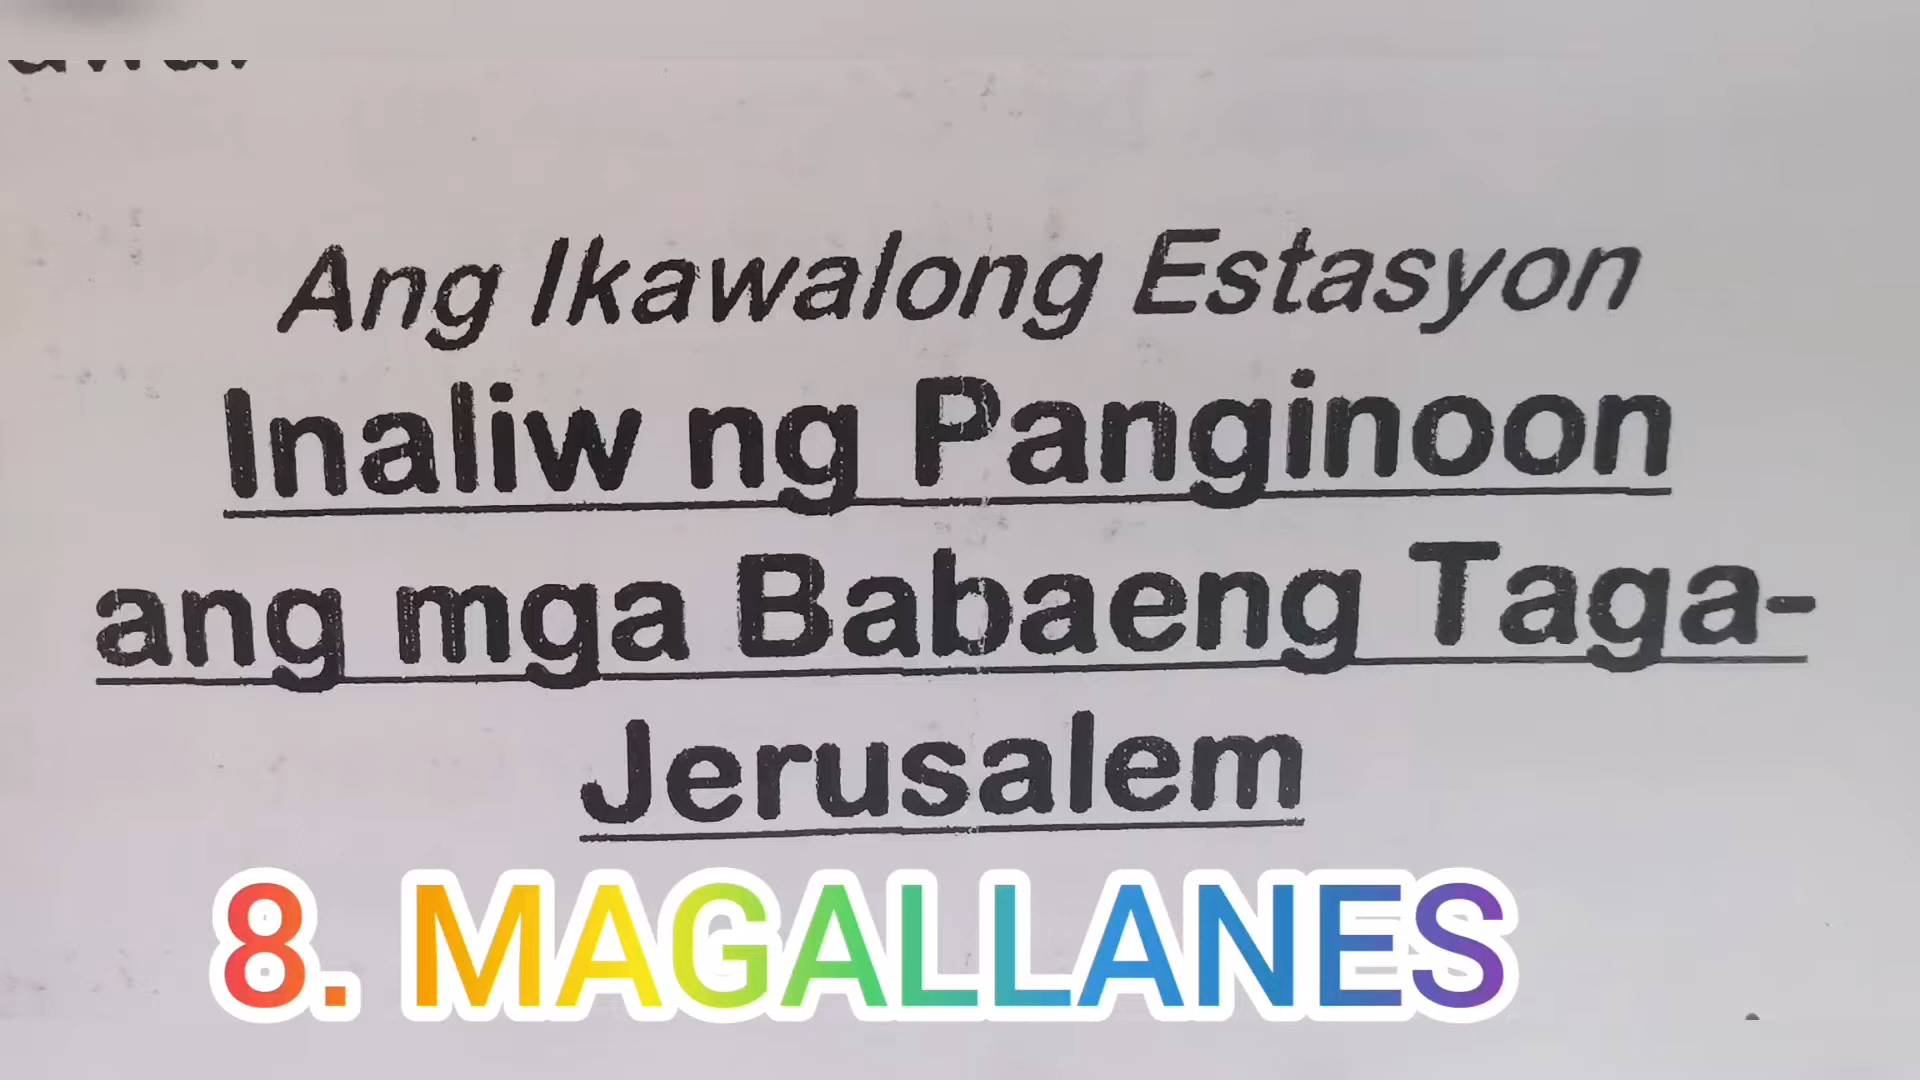 Ang Ikawalong Estasyon
Inaliw ng Panginoon
ang mga Babaeng Taga-
Jerusalem
8. MAGALLANES